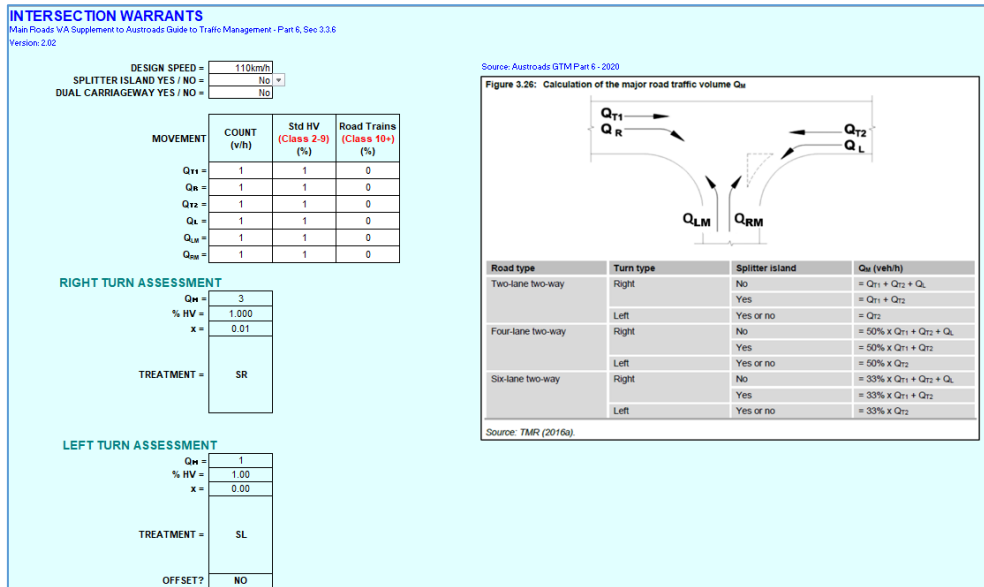 INTERSECTION WARRANTS
Main Roads WA Supplement to Austroads Guide to Traffic Management - Part 6, Sec 3.3.6
Version: 2.02
DESIGN SPEED = 110km/h
SPLITTER ISLAND YES / NO = No
DUAL CARRIAGEWAY YES / NO = No
MOVEMENT COUNT (v/h) Std HV (Class 2-9) (%) Road Trains (Class 10+) (%)
QT1 = 1 1 0
QR = 1 1 0
QT2 = 1 1 0
QL = 1 1 0
QLM = 1 1 0
QRM = 1 1 0
RIGHT TURN ASSESSMENT
QM = 3
% HV = 1.000
x = 0.01
TREATMENT = SR
LEFT TURN ASSESSMENT
QM = 1
% HV = 1.00
x = 0.00
TREATMENT = SL
OFFSET? NO
Source: Austroads GTM Part 6 - 2020
Figure 3.26: Calculation of the major road traffic volume QM
QT1
QR
QT2
QL
QLM QRM
Road type Turn type Splitter island QM (veh/h)
Two-lane two-way Right No = QT1 + QT2 + QL
Yes = QT1 + QT2
Left Yes or no = QT2
Four-lane two-way Right No = 50% x QT1 + QT2 + QL
Yes = 50% x QT1 + QT2
Left Yes or no = 50% x QT2
Six-lane two-way Right No = 33% x QT1 + QT2 + QL
Yes = 33% x QT1 + QT2
Left Yes or no = 33% x QT2
Source: TMR (2016a).